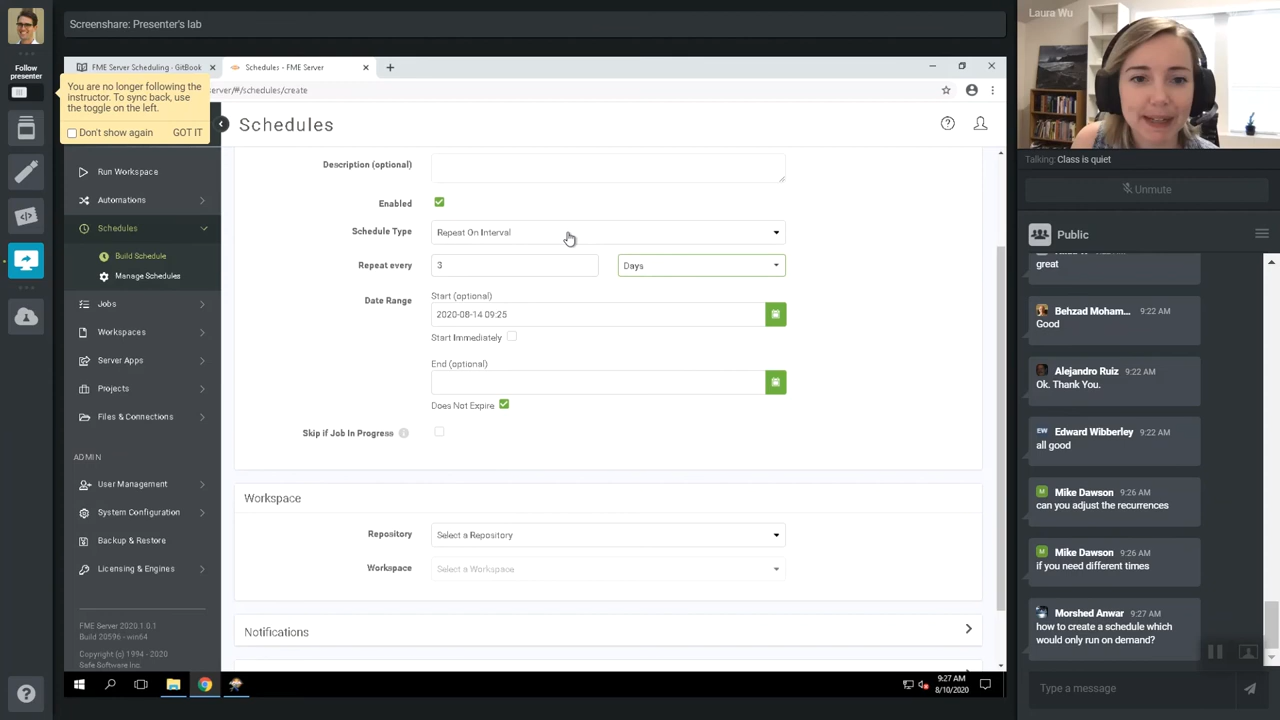 Screenshare: Presenter's lab
Laura Wu
Follow
presenter
You are no longer following the
instructor. To sync back, use
the toggle on the left.
Don't show again
GOT IT
FME Server Scheduling - GitBook
Schedules - FME Server
erver/#/schedules/create
Schedules
Run Workspace
Automations
Schedules
Build Schedule
Manage Schedules
Jobs
Workspaces
Server Apps
Projects
Files & Connections
ADMIN
User Management
System Configuration
Backup & Restore
Licensing & Engines
FME Server 2020.1.0.1
Build 20596 - win64
Copyright (c) 1994 - 2020
Safe Software Inc.
Description (optional)
Enabled
Schedule Type
Repeat On Interval
Repeat every
3
Days
Date Range
Start (optional)
2020-08-14 09:25
Start Immediately
End (optional)
Does Not Expire
Skip if Job In Progress
Workspace
Repository
Select a Repository
Workspace
Select a Workspace
Notifications
9:27 AM
8/10/2020
Talking: Class is quiet
Unmute
Public
great
Behzad Moham... 9:22 AM
Good
Alejandro Ruiz 9:22 AM
Ok. Thank You.
EW
Edward Wibberley 9:22 AM
all good
M
Mike Dawson 9:26 AM
can you adjust the recurrences
M
Mike Dawson 9:26 AM
if you need different times
Morshed Anwar 9:27 AM
how to create a schedule which
would only run on demand?
Type a message